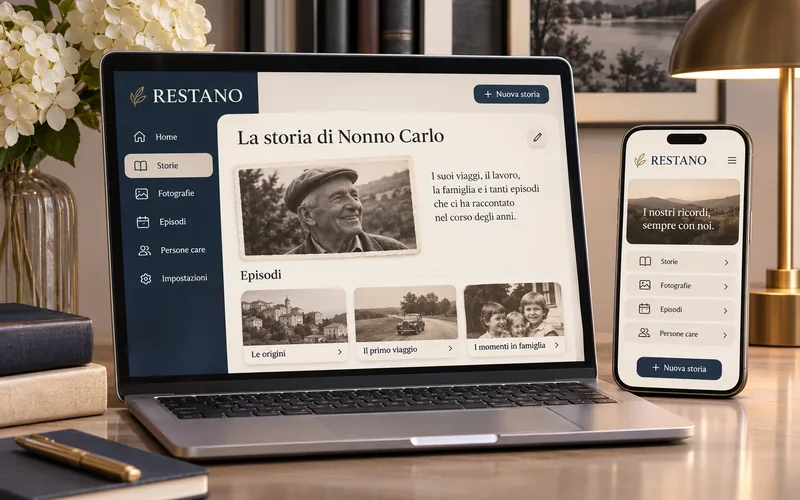 RESTANO
+ Nuova storia
Home
Storie
Fotografie
Episodi
Persone care
Impostazioni
La storia di Nonno Carlo
I suoi viaggi, il lavoro,
la famiglia e i tanti episodi
che ci ha raccontato
nel corso degli anni.
Episodi
Le origini
Il primo viaggio
I momenti in famiglia
RESTANO
I nostri ricordi,
sempre con noi.
Storie
Fotografie
Episodi
Persone care
+ Nuova storia